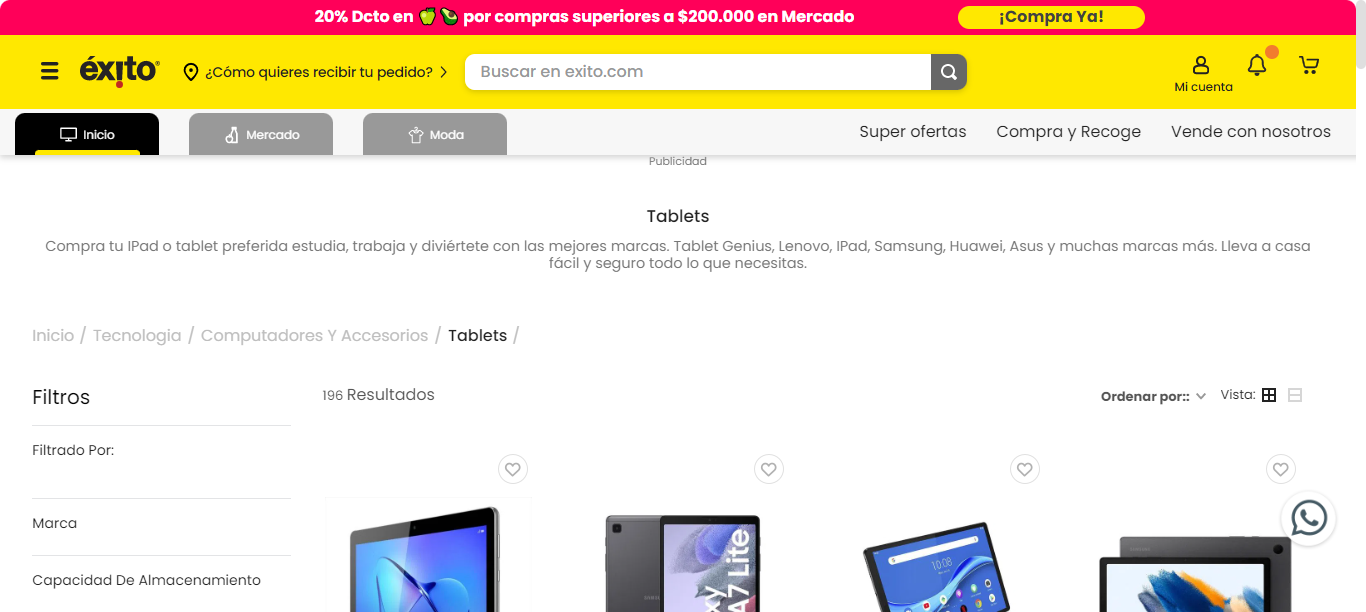 20% Dcto en 🍏🥑 por compras superiores a $200.000 en Mercado
¡Compra Ya!
éxito
¿Cómo quieres recibir tu pedido?
Buscar en exito.com
Mi cuenta
Inicio
Mercado
Moda
Super ofertas
Compra y Recoge
Vende con nosotros
Publicidad
Tablets
Compra tu IPad o tablet preferida estudia, trabaja y diviértete con las mejores marcas. Tablet Genius, Lenovo, IPad, Samsung, Huawei, Asus y muchas marcas más. Lleva a casa
fácil y seguro todo lo que necesitas.
Inicio / Tecnologia / Computadores Y Accesorios / Tablets /
Filtros
196 Resultados
Ordenar por::
Vista:
Filtrado Por:
Marca
Capacidad De Almacenamiento
A7 Lite
10:08